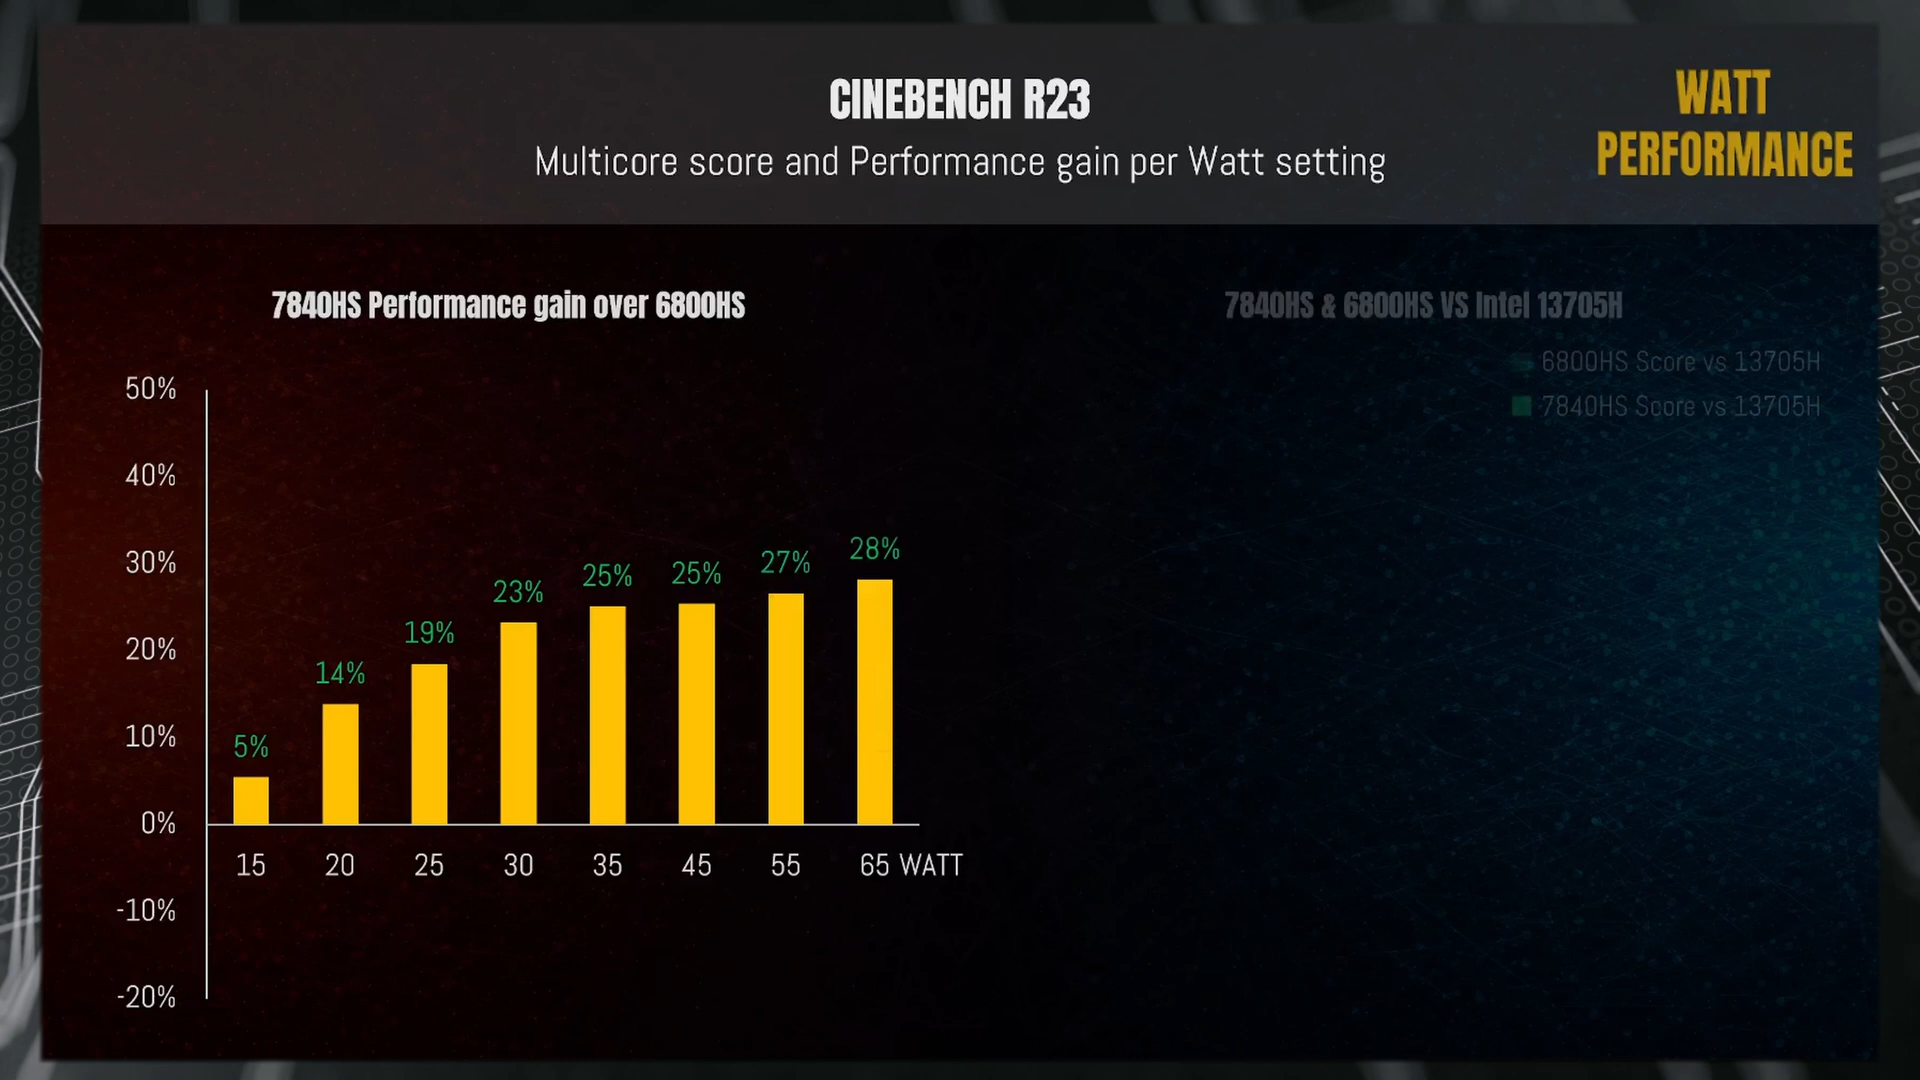 CINEBENCH R23
Multicore score and Performance gain per Watt setting
WATT
PERFORMANCE
7840HS Performance gain over 6800HS
50%
40%
30%
20%
10%
0%
-10%
-20%
5%
14%
19%
23%
25%
25%
27%
28%
15
20
25
30
35
45
55
65 WATT
7840HS & 6800HS VS Intel 13705H
6800HS Score vs 13705H
7840HS Score vs 13705H